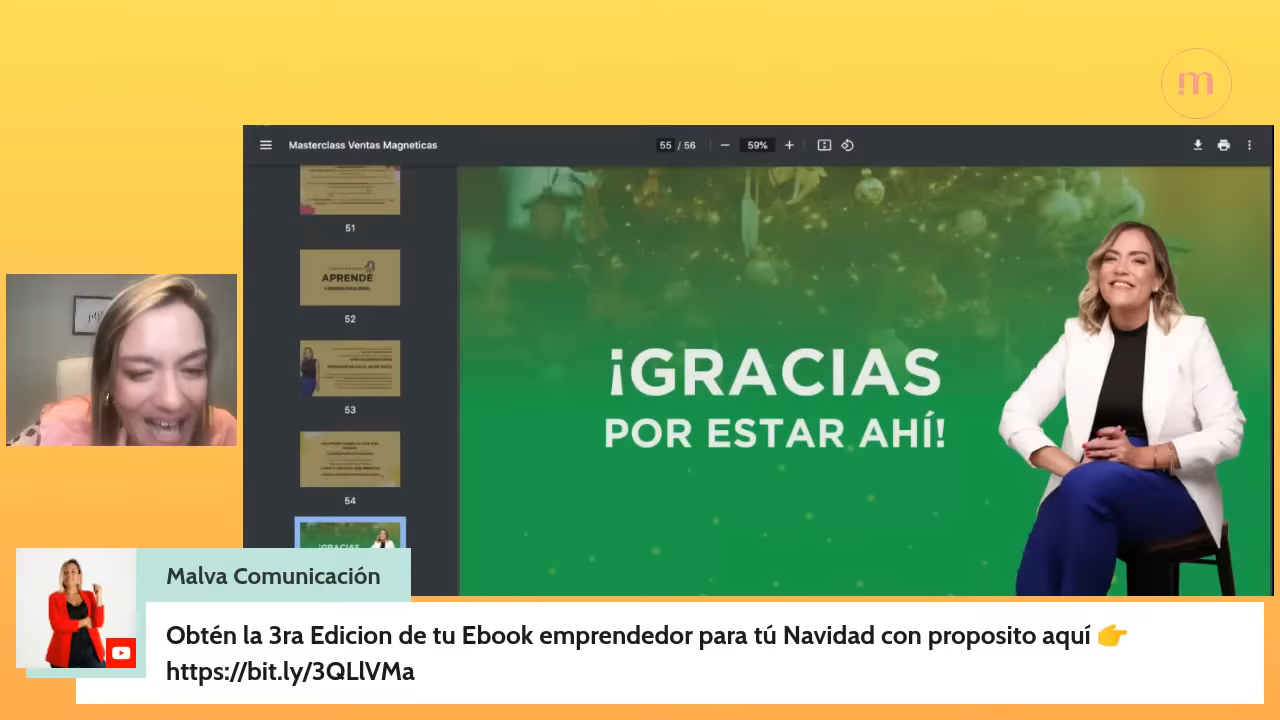 m
Masterclass Ventas Magneticas
55 / 56
59%
51
APRENDE
52
53
54
¡GRACIAS
¡GRACIAS
POR ESTAR AHÍ!
Malva Comunicación
Obtén la 3ra Edicion de tu Ebook emprendedor para tú Navidad con proposito aquí 👉
https://bit.ly/3QLlVMa